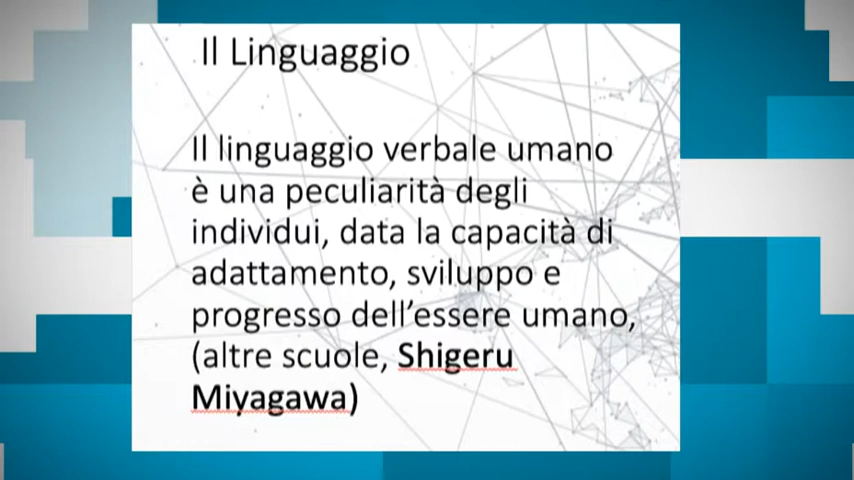 Il Linguaggio
Il linguaggio verbale umano
è una peculiarità degli
individui, data la capacità di
adattamento, sviluppo e
progresso dell’essere umano,
(altre scuole, Shigeru
Miyagawa)